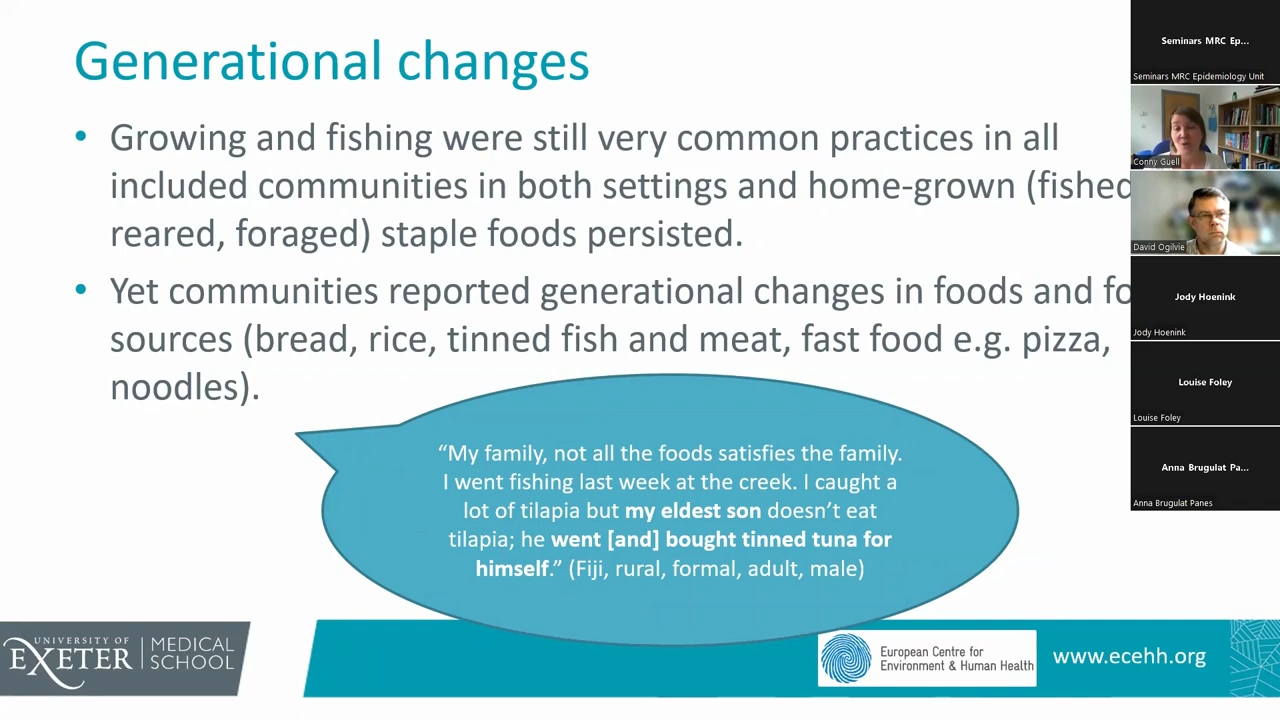 Generational changes
• Growing and fishing were still very common practices in all
included communities in both settings and home-grown (fished
reared, foraged) staple foods persisted.
• Yet communities reported generational changes in foods and fo
sources (bread, rice, tinned fish and meat, fast food e.g. pizza,
noodles).
“My family, not all the foods satisfies the family.
I went fishing last week at the creek. I caught a
lot of tilapia but my eldest son doesn’t eat
tilapia; he went [and] bought tinned tuna for
himself.” (Fiji, rural, formal, adult, male)
UNIVERSITY OF
EXETER
MEDICAL
SCHOOL
European Centre for
Environment & Human Health
www.ecehh.org
Seminars MRC Ep...
Seminars MRC Epidemiology Unit
Conny Guell
David Ogilvie
Jody Hoenink
Jody Hoenink
Louise Foley
Louise Foley
Anna Brugulat Pa...
Anna Brugulat Panes